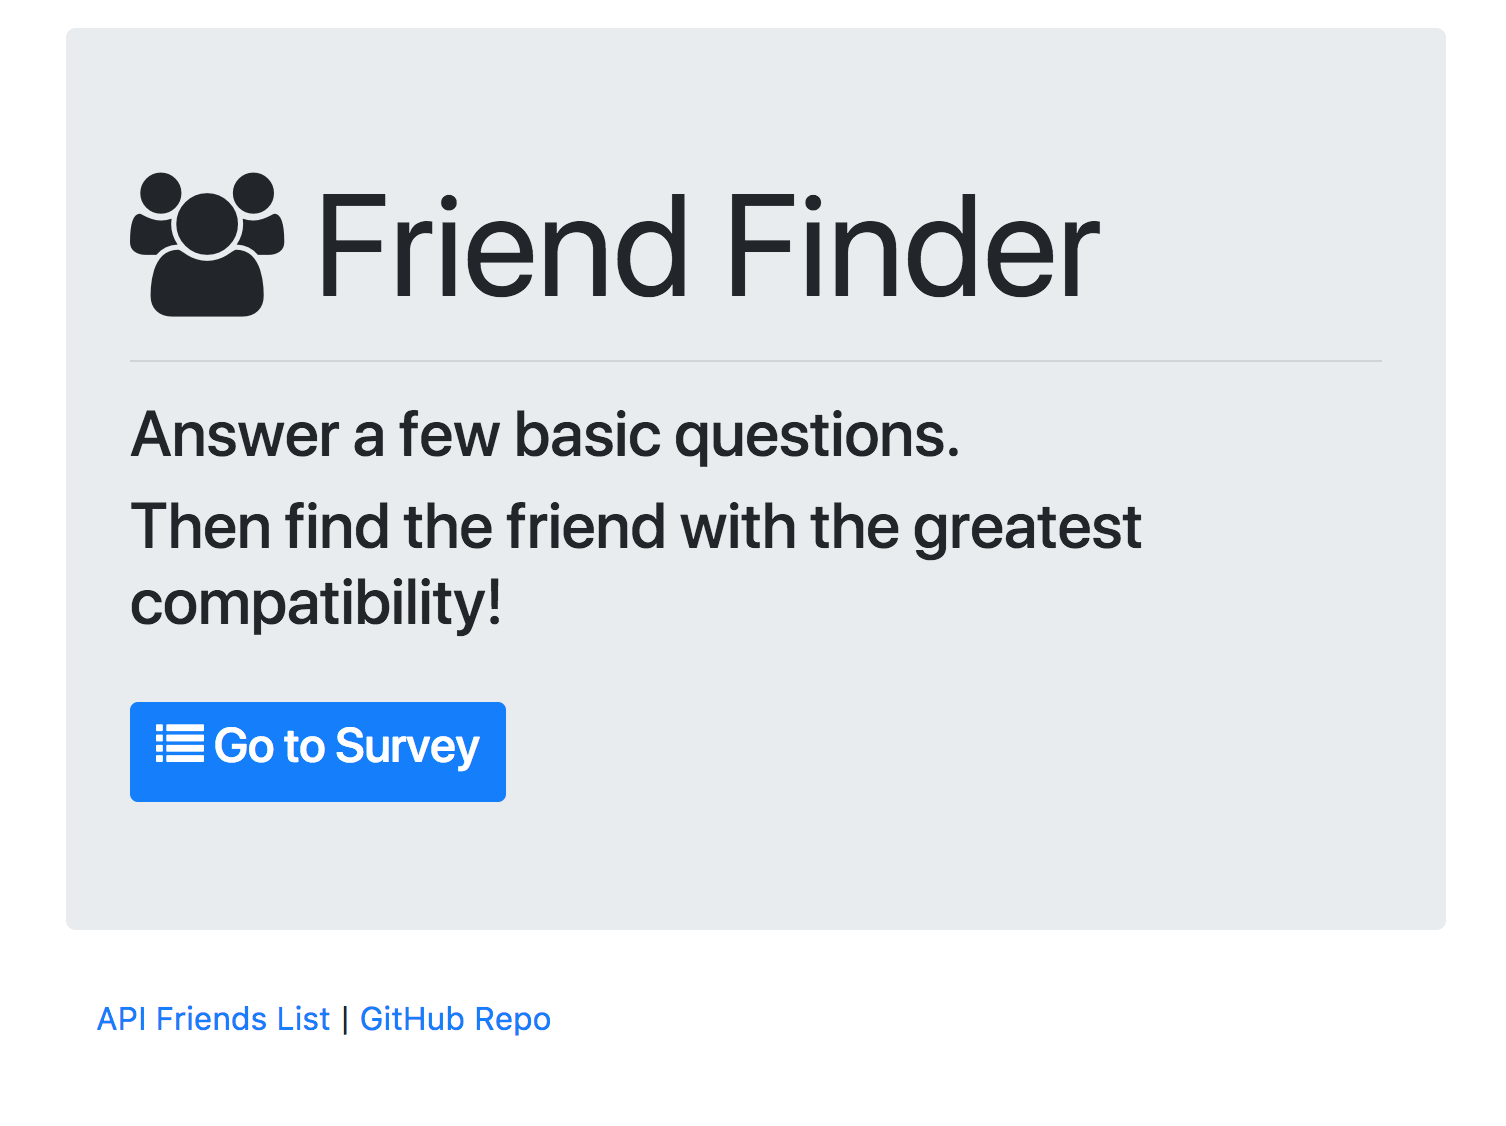 Friend Finder
Answer a few basic questions.
Then find the friend with the greatest
compatibility!
Go to Survey
API Friends List | GitHub Repo